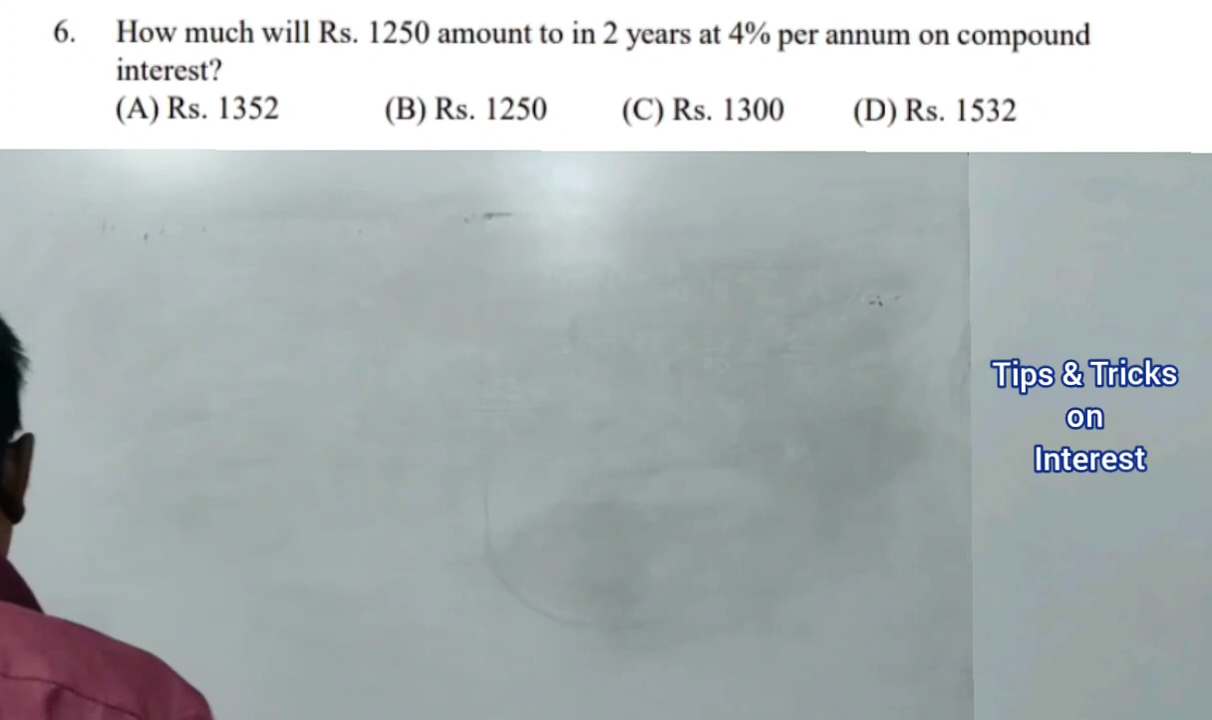 6. How much will Rs. 1250 amount to in 2 years at 4% per annum on compound
interest?
(A) Rs. 1352 (B) Rs. 1250 (C) Rs. 1300 (D) Rs. 1532
Tips & Tricks
on
Interest